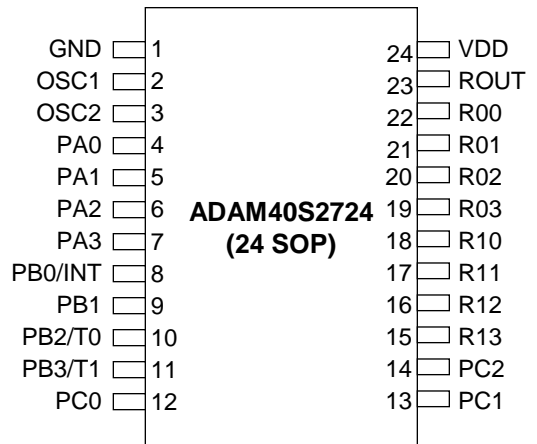 GND 1 24 VDD
OSC1 2 23 ROUT
OSC2 3 22 R00
PA0 4 21 R01
PA1 5 20 R02
PA2 6 ADAM40S2724 19 R03
PA3 7 (24 SOP) 18 R10
PB0/INT 8 17 R11
PB1 9 16 R12
PB2/T0 10 15 R13
PB3/T1 11 14 PC2
PC0 12 13 PC1